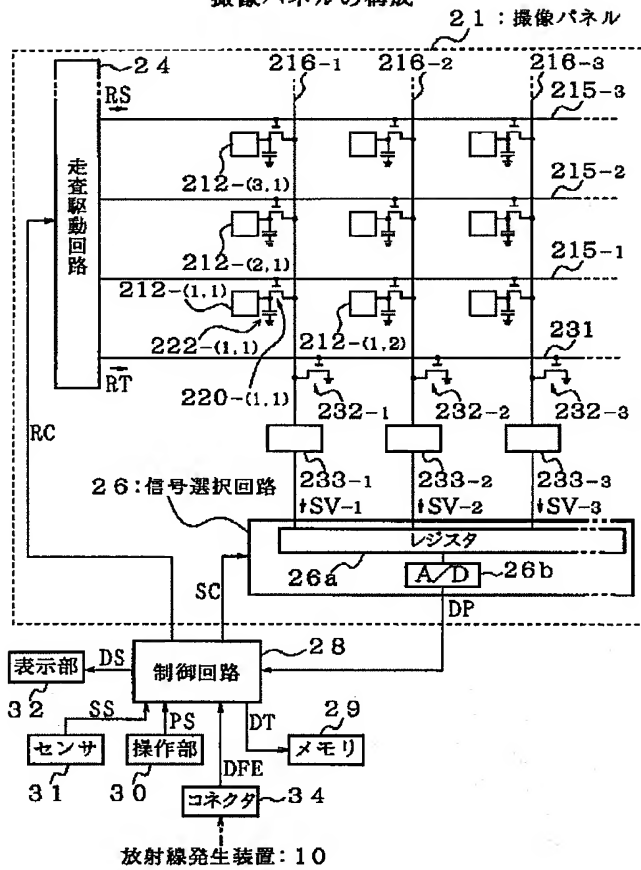 撮像パネルの構成
21:撮像パネル
24
216-1
216-2
216-3
RS
215-3
212-(3,1)
215-2
走査駆動回路
212-(2,1)
215-1
212-(1,1)
222-(1,1)
212-(1,2)
231
RT
220-(1,1)
232-1
232-2
232-3
RC
233-1
233-2
233-3
26:信号選択回路
SV-1
SV-2
SV-3
レジスタ
26a
A/D
26b
SC
DP
28
表示部
DS
制御回路
32
SS
PS
DT
29
センサ
操作部
DFE
メモリ
31
30
34
コネクタ
放射線発生装置:10